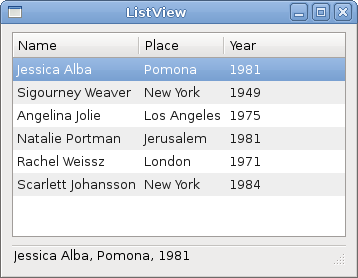 ListView
Name Place Year
Jessica Alba Pomona 1981
Sigourney Weaver New York 1949
Angelina Jolie Los Angeles 1975
Natalie Portman Jerusalem 1981
Rachel Weissz London 1971
Scarlett Johansson New York 1984
Jessica Alba, Pomona, 1981